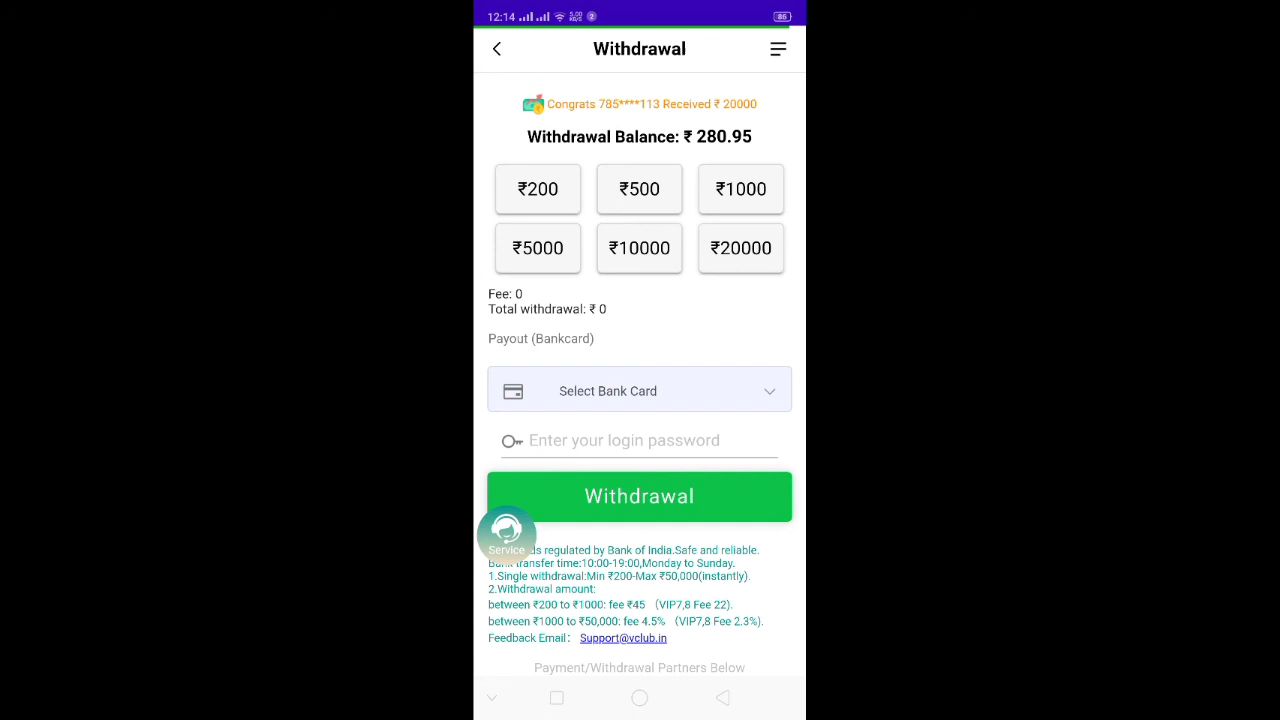 12:14 5.00 KB/S 2 86
Withdrawal
Congrats 785****113 Received ₹ 20000
Withdrawal Balance: ₹ 280.95
₹200 ₹500 ₹1000
₹5000 ₹10000 ₹20000
Fee: 0
Total withdrawal: ₹ 0
Payout (Bankcard)
Select Bank Card
Enter your login password
Withdrawal
Service
regulated by Bank of India.Safe and reliable.
transfer time:10:00-19:00,Monday to Sunday.
1.Single withdrawal:Min ₹200-Max ₹50,000(instantly).
2.Withdrawal amount:
between ₹200 to ₹1000: fee ₹45 （VIP7,8 Fee 22).
between ₹1000 to ₹50,000: fee 4.5% （VIP7,8 Fee 2.3%).
Feedback Email： Support@vclub.in
Payment/Withdrawal Partners Below